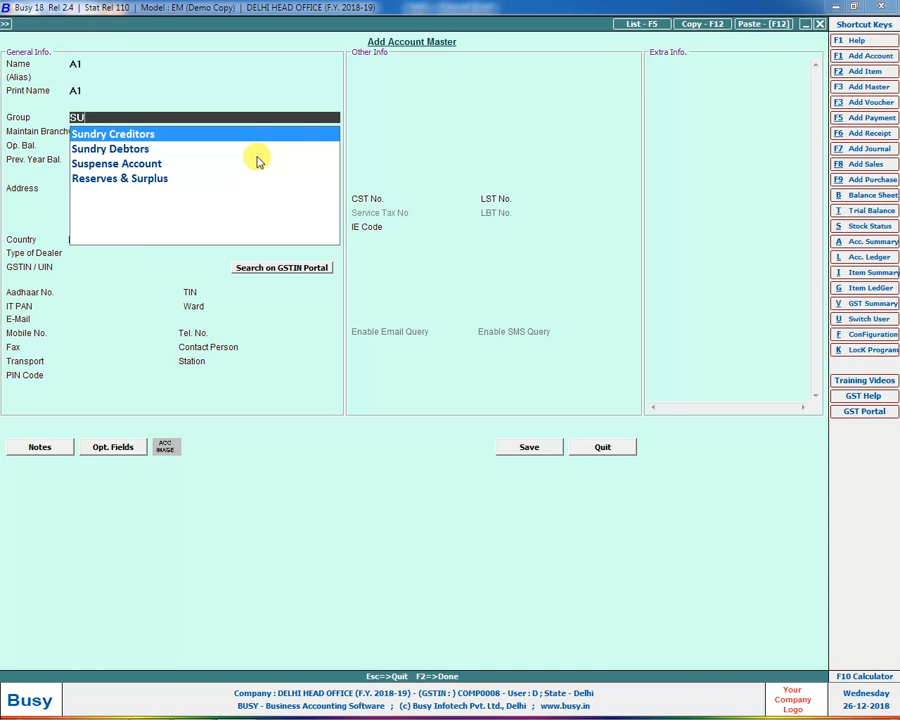 Busy 18 Rel 2.4 | Stat Rel 110 | Model : EM (Demo Copy) | DELHI HEAD OFFICE (F.Y. 2018-19)
>> List - F5 Copy - F12 Paste - [F12] Shortcut Keys
Add Account Master
General Info.
Name A1
(Alias)
Print Name A1
Group SU
Sundry Creditors
Maintain Branch
Sundry Debtors
Op. Bal.
Suspense Account
Prev. Year Bal.
Reserves & Surplus
Address
Country
Type of Dealer
GSTIN / UIN Search on GSTIN Portal
Aadhaar No. TIN
IT PAN Ward
E-Mail
Mobile No. Tel. No.
Fax Contact Person
Transport Station
PIN Code
Other Info
CST No. LST No.
Service Tax No LBT No.
IE Code
Enable Email Query Enable SMS Query
Extra Info.
Notes Opt. Fields ACC IMAGE Save Quit
F1 Help
F1 Add Account
F2 Add Item
F3 Add Master
F3 Add Voucher
F5 Add Payment
F6 Add Receipt
F7 Add Journal
F8 Add Sales
F9 Add Purchase
B Balance Sheet
T Trial Balance
S Stock Status
A Acc. Summary
L Acc. Ledger
I Item Summary
G Item LedGer
V GST Summary
U Switch User
F ConFiguration
K LocK Program
Training Videos
GST Help
GST Portal
Esc=>Quit F2=>Done F10 Calculator
Busy
Company : DELHI HEAD OFFICE (F.Y. 2018-19) - (GSTIN : ) COMP0008 - User : D ; State - Delhi
BUSY - Business Accounting Software ; (c) Busy Infotech Pvt. Ltd., Delhi ; www.busy.in
Your
Company
Logo
Wednesday
26-12-2018